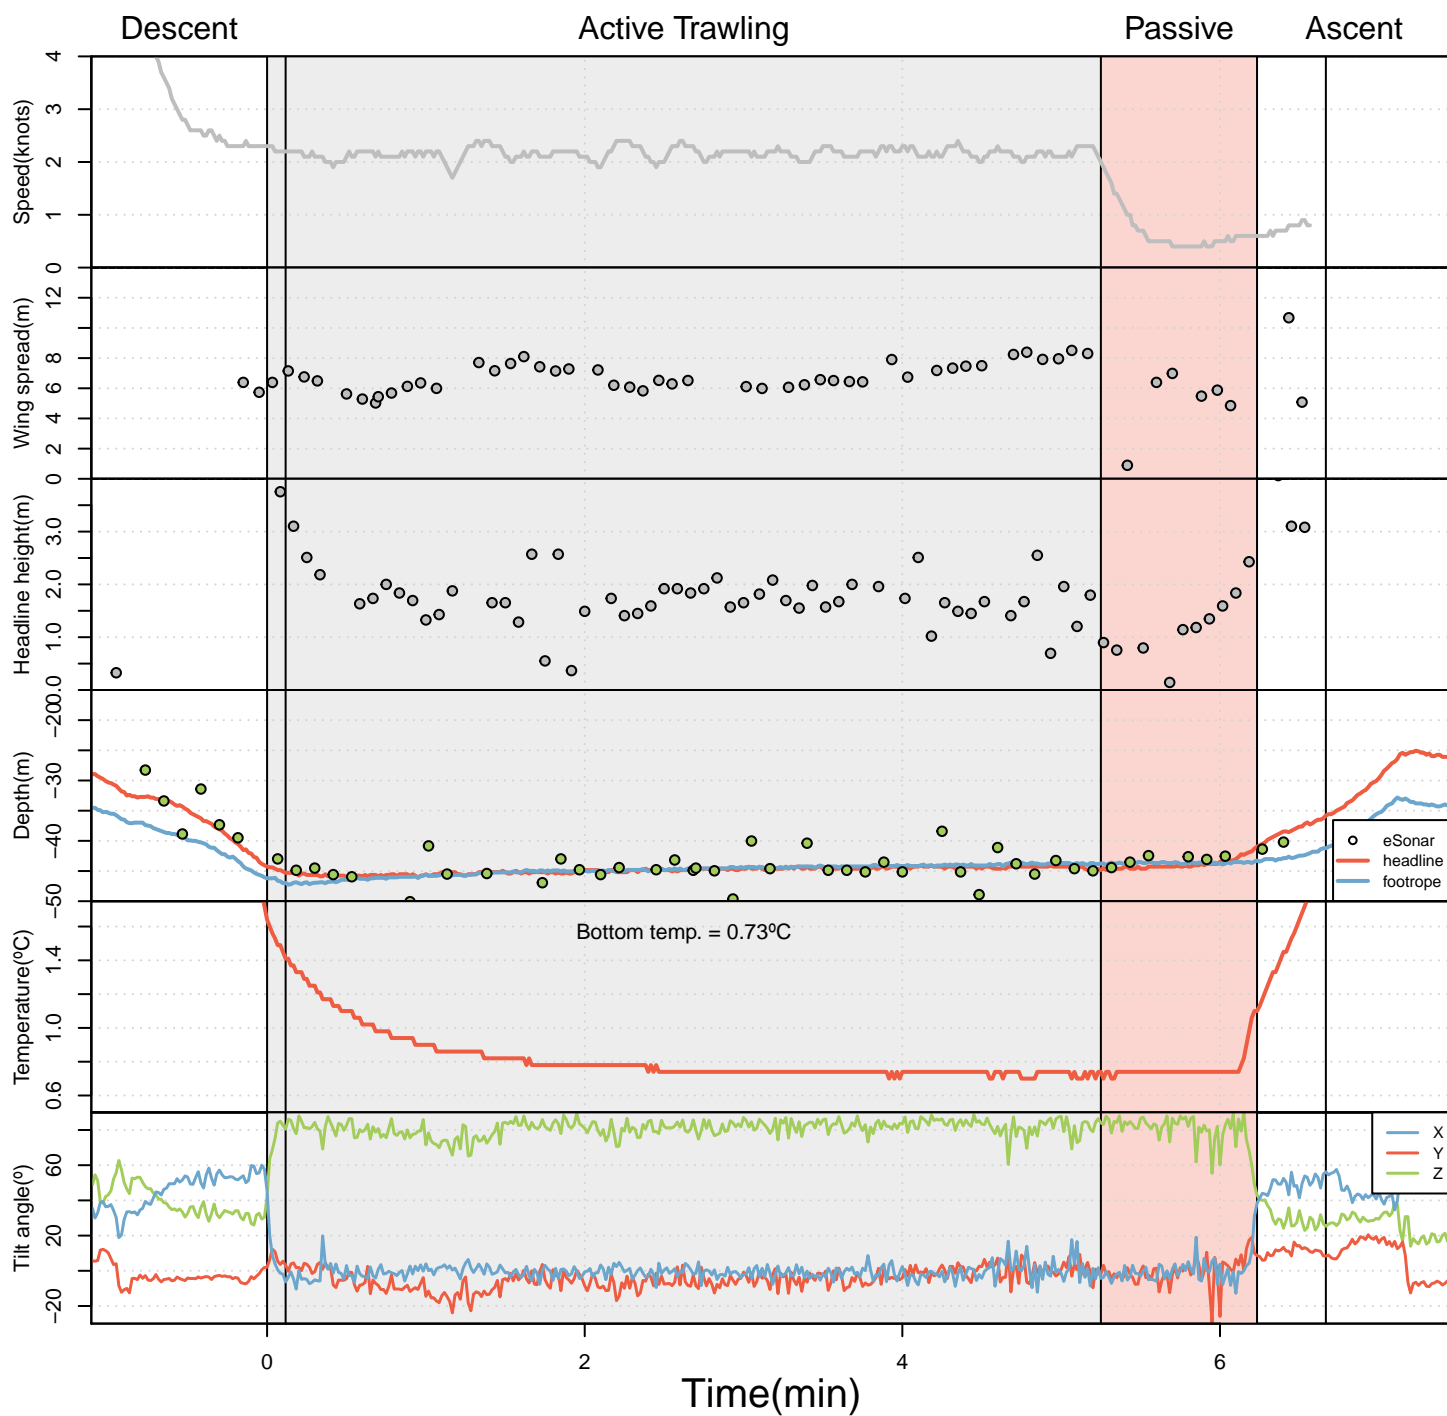 Descent Active Trawling Passive Ascent
Speed(knots)
0 1 2 3 4
Wing spread(m)
0 2 4 6 8 12
Headline height(m)
0.0 1.0 2.0 3.0
Depth(m)
−50 −40 −30 −20
eSonar
headline
footrope
Temperature(ºC)
0.6 1.0 1.4
Bottom temp. = 0.73ºC
Tilt angle(º)
−20 20 60
X
Y
Z
0 2 4 6
Time(min)